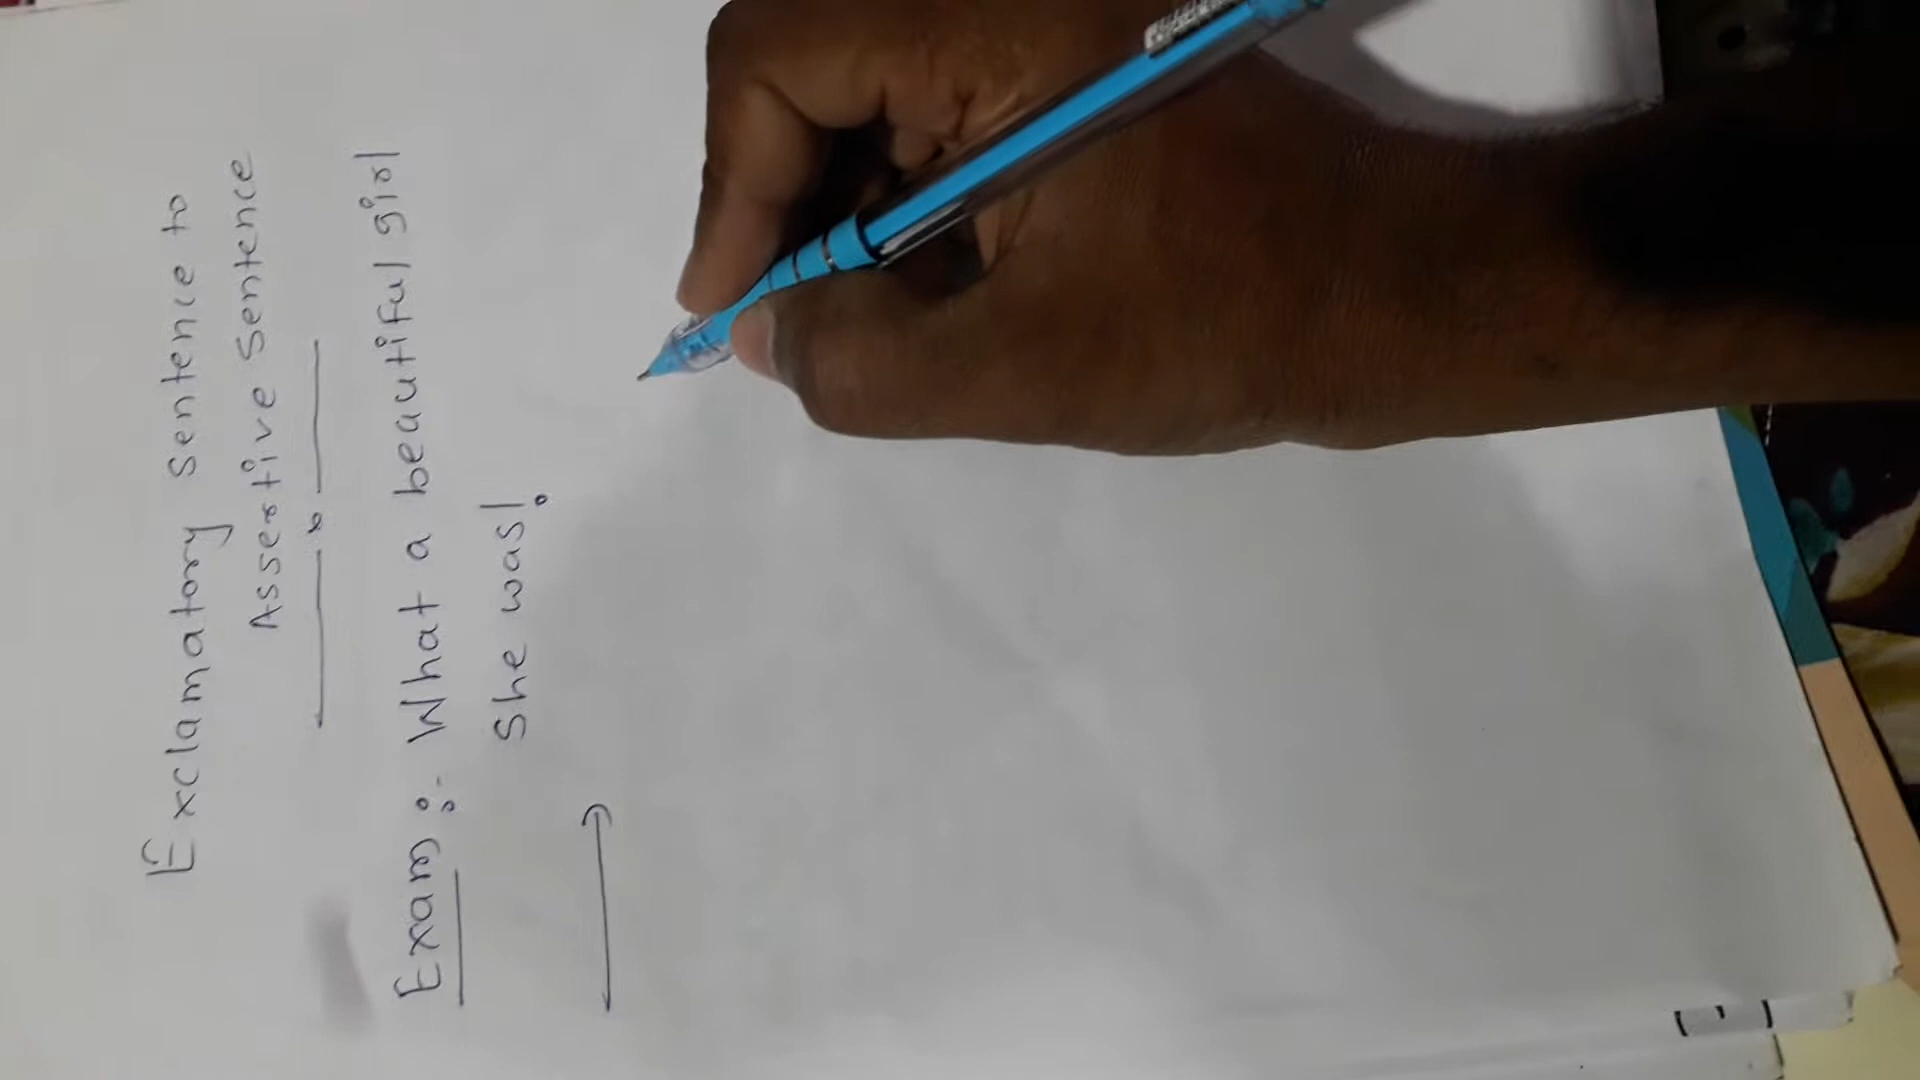 Exclamatory Sentence to
Assertive Sentence
Exam :- What a beautiful girl
She was!